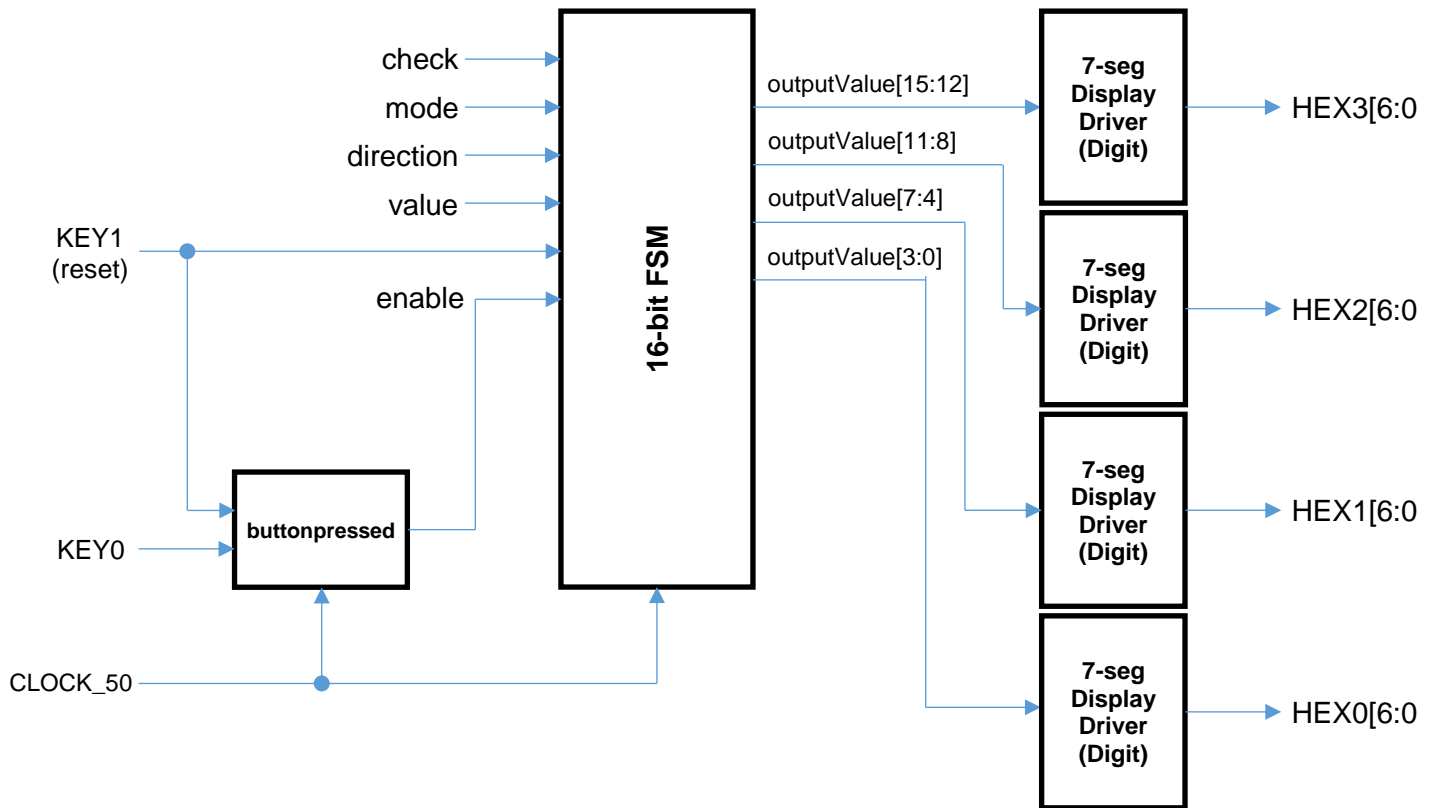 check
mode
direction
value
KEY1
(reset)
enable
buttonpressed
KEY0
CLOCK_50
16-bit FSM
outputValue[15:12]
outputValue[11:8]
outputValue[7:4]
outputValue[3:0]
7-seg
Display
Driver
(Digit)
HEX3[6:0
7-seg
Display
Driver
(Digit)
HEX2[6:0
7-seg
Display
Driver
(Digit)
HEX1[6:0
7-seg
Display
Driver
(Digit)
HEX0[6:0